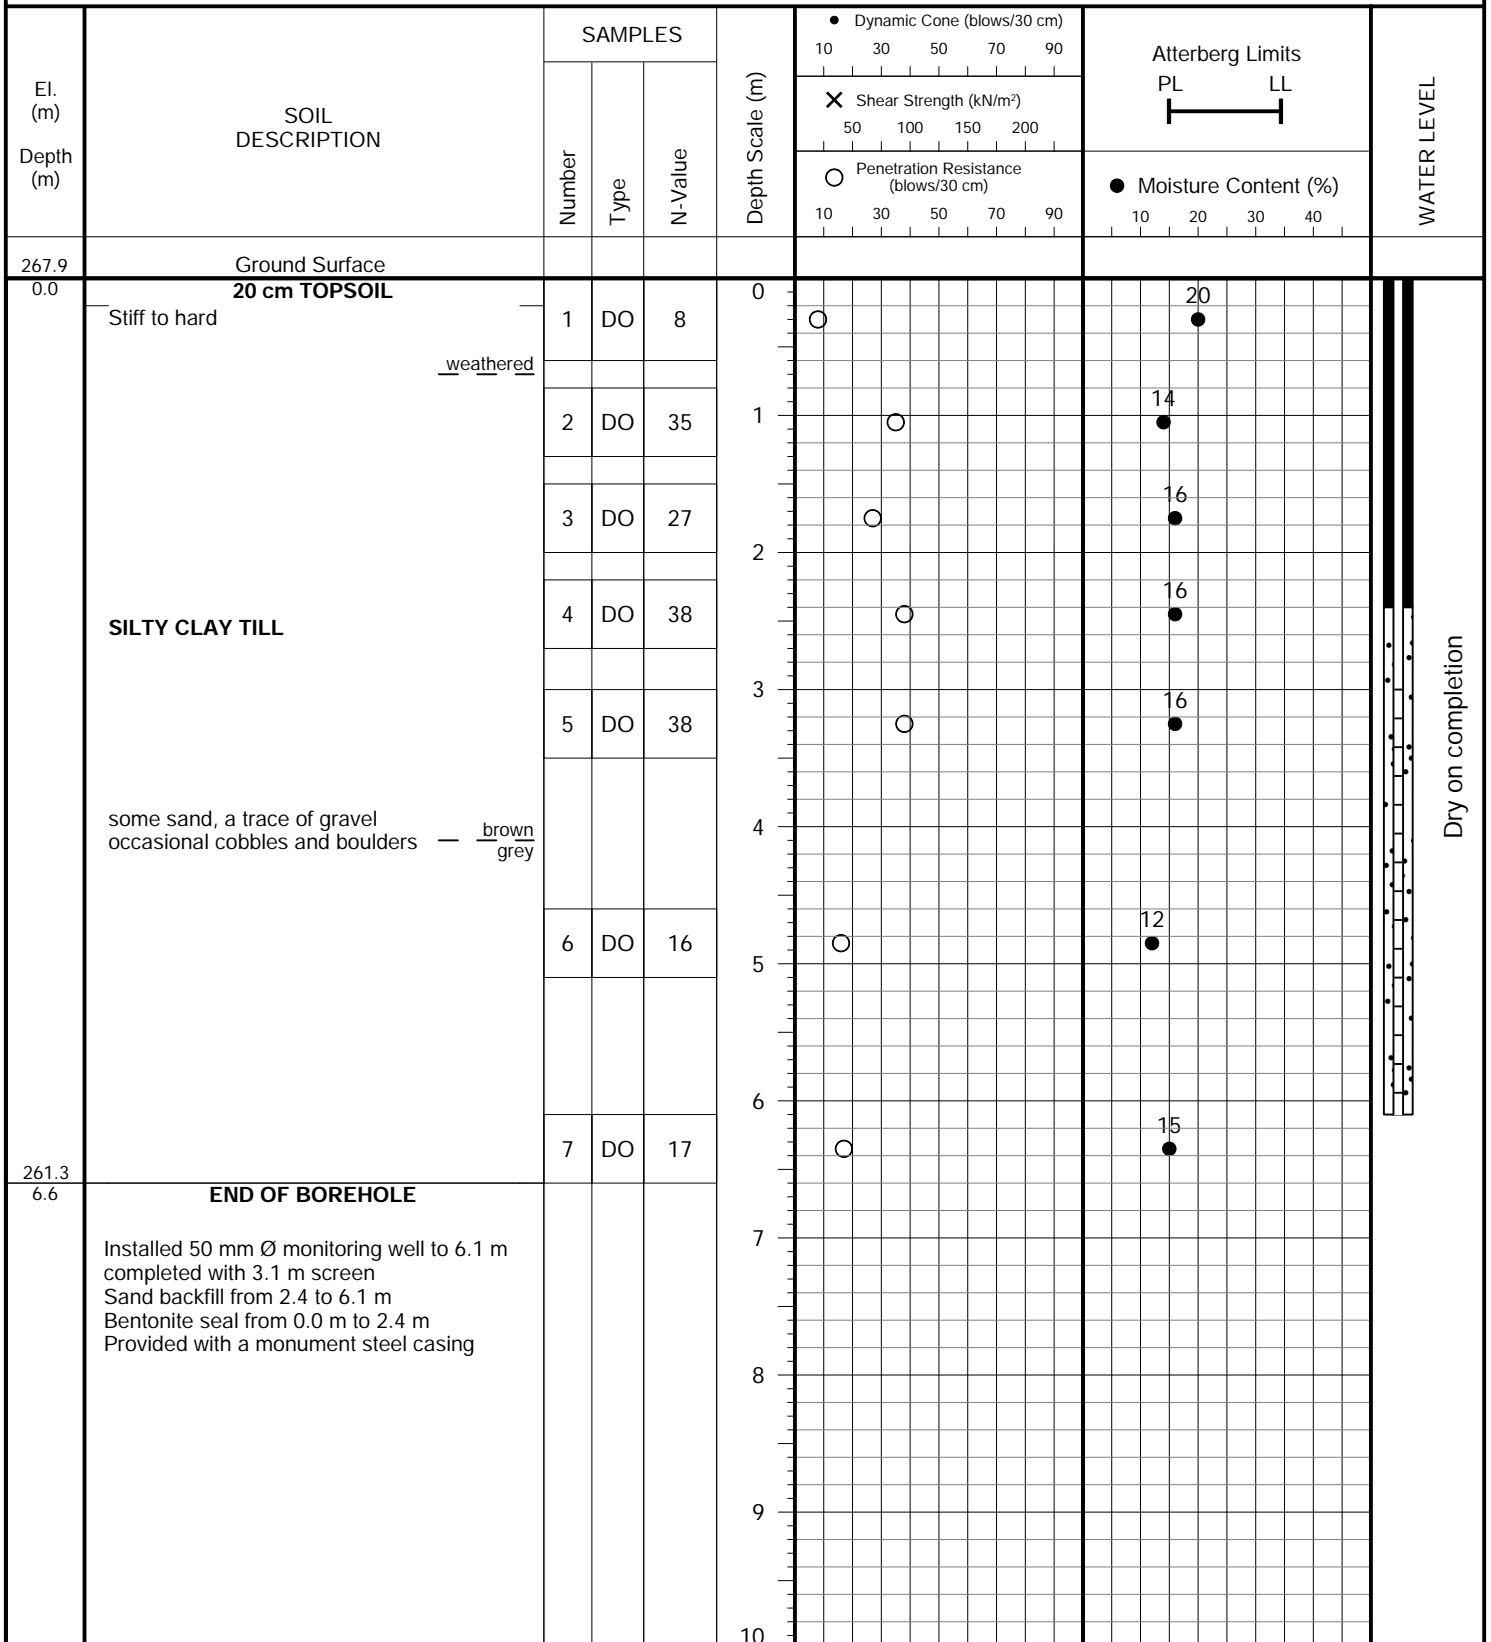 El.
(m)
Depth
(m)
SOIL
DESCRIPTION
SAMPLES
Number
Type
N-Value
Depth Scale (m)
Dynamic Cone (blows/30 cm)
10 30 50 70 90
Shear Strength (kN/m²)
50 100 150 200
Penetration Resistance
(blows/30 cm)
10 30 50 70 90
Atterberg Limits
PL LL
Moisture Content (%)
10 20 30 40
WATER LEVEL
267.9 Ground Surface
0.0 20 cm TOPSOIL 0 20
Stiff to hard 1 DO 8
weathered
14
2 DO 35 1
16
3 DO 27
2
16
4 DO 38
SILTY CLAY TILL
Dry on completion
3
16
5 DO 38
some sand, a trace of gravel
occasional cobbles and boulders
brown
grey
4
12
6 DO 16
5
6
15
7 DO 17
261.3
6.6 END OF BOREHOLE
Installed 50 mm Ø monitoring well to 6.1 m
completed with 3.1 m screen
Sand backfill from 2.4 to 6.1 m
Bentonite seal from 0.0 m to 2.4 m
Provided with a monument steel casing
7
8
9
10